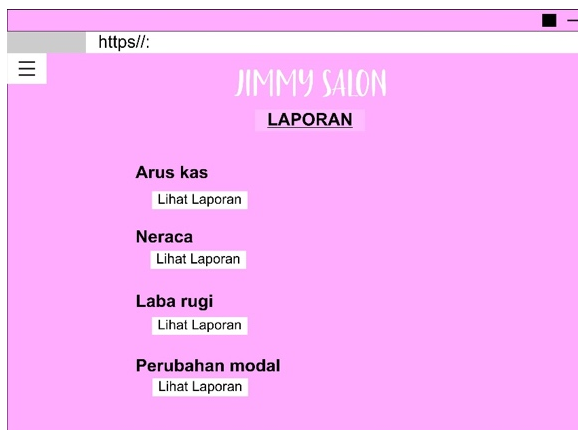 https//:
JIMMY SALON
LAPORAN
Arus kas
Lihat Laporan
Neraca
Lihat Laporan
Laba rugi
Lihat Laporan
Perubahan modal
Lihat Laporan